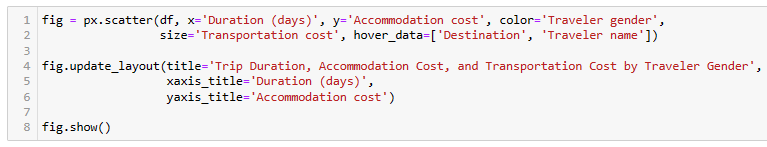 1 fig = px.scatter(df, x='Duration (days)', y='Accommodation cost', color='Traveler gender',
2                 size='Transportation cost', hover_data=['Destination', 'Traveler name'])
3
4 fig.update_layout(title='Trip Duration, Accommodation Cost, and Transportation Cost by Traveler Gender',
5                  xaxis_title='Duration (days)',
6                  yaxis_title='Accommodation cost')
7
8 fig.show()